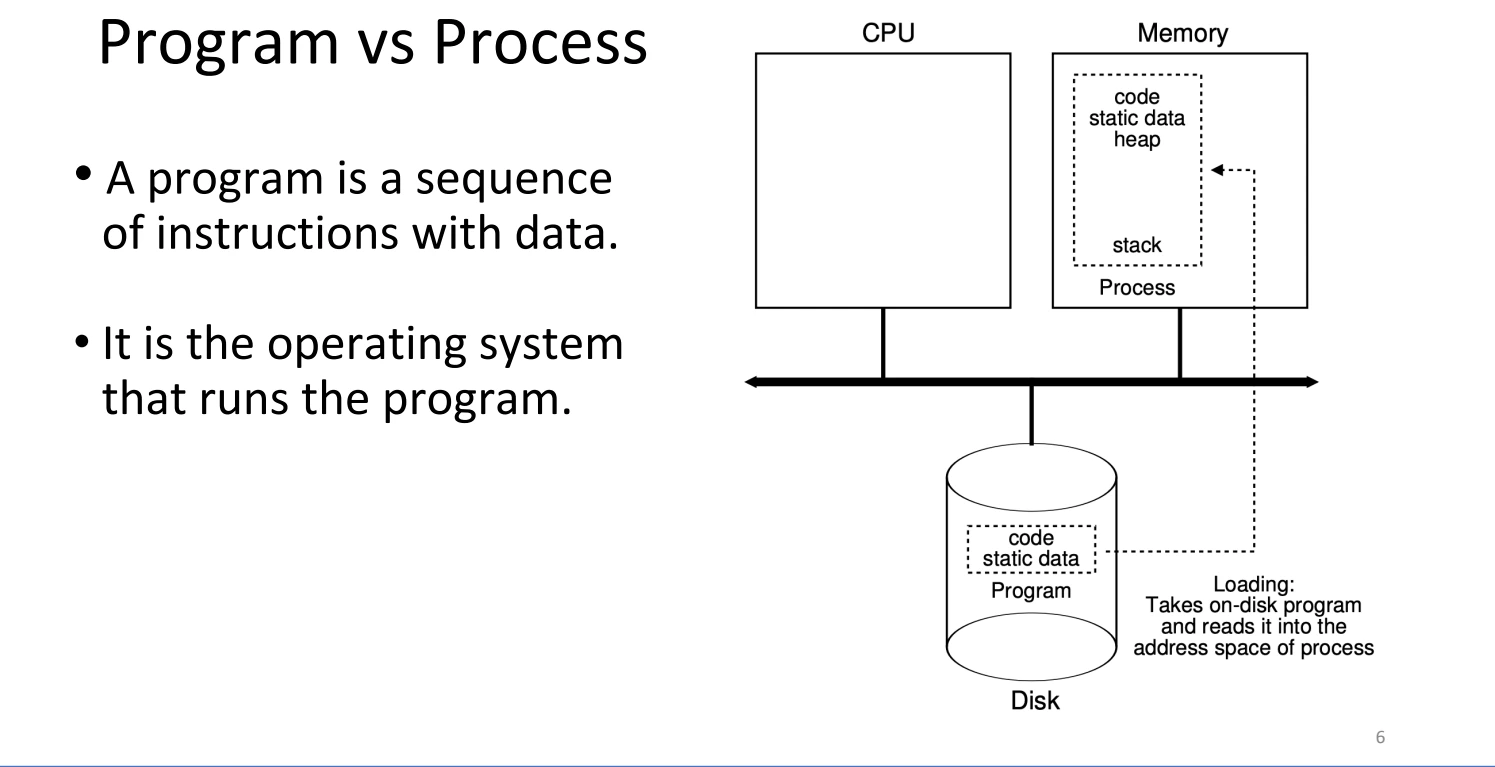 Program vs Process
• A program is a sequence
of instructions with data.
• It is the operating system
that runs the program.
CPU
Memory
code
static data
heap
stack
Process
code
static data
Program
Loading:
Takes on-disk program
and reads it into the
address space of process
Disk
6